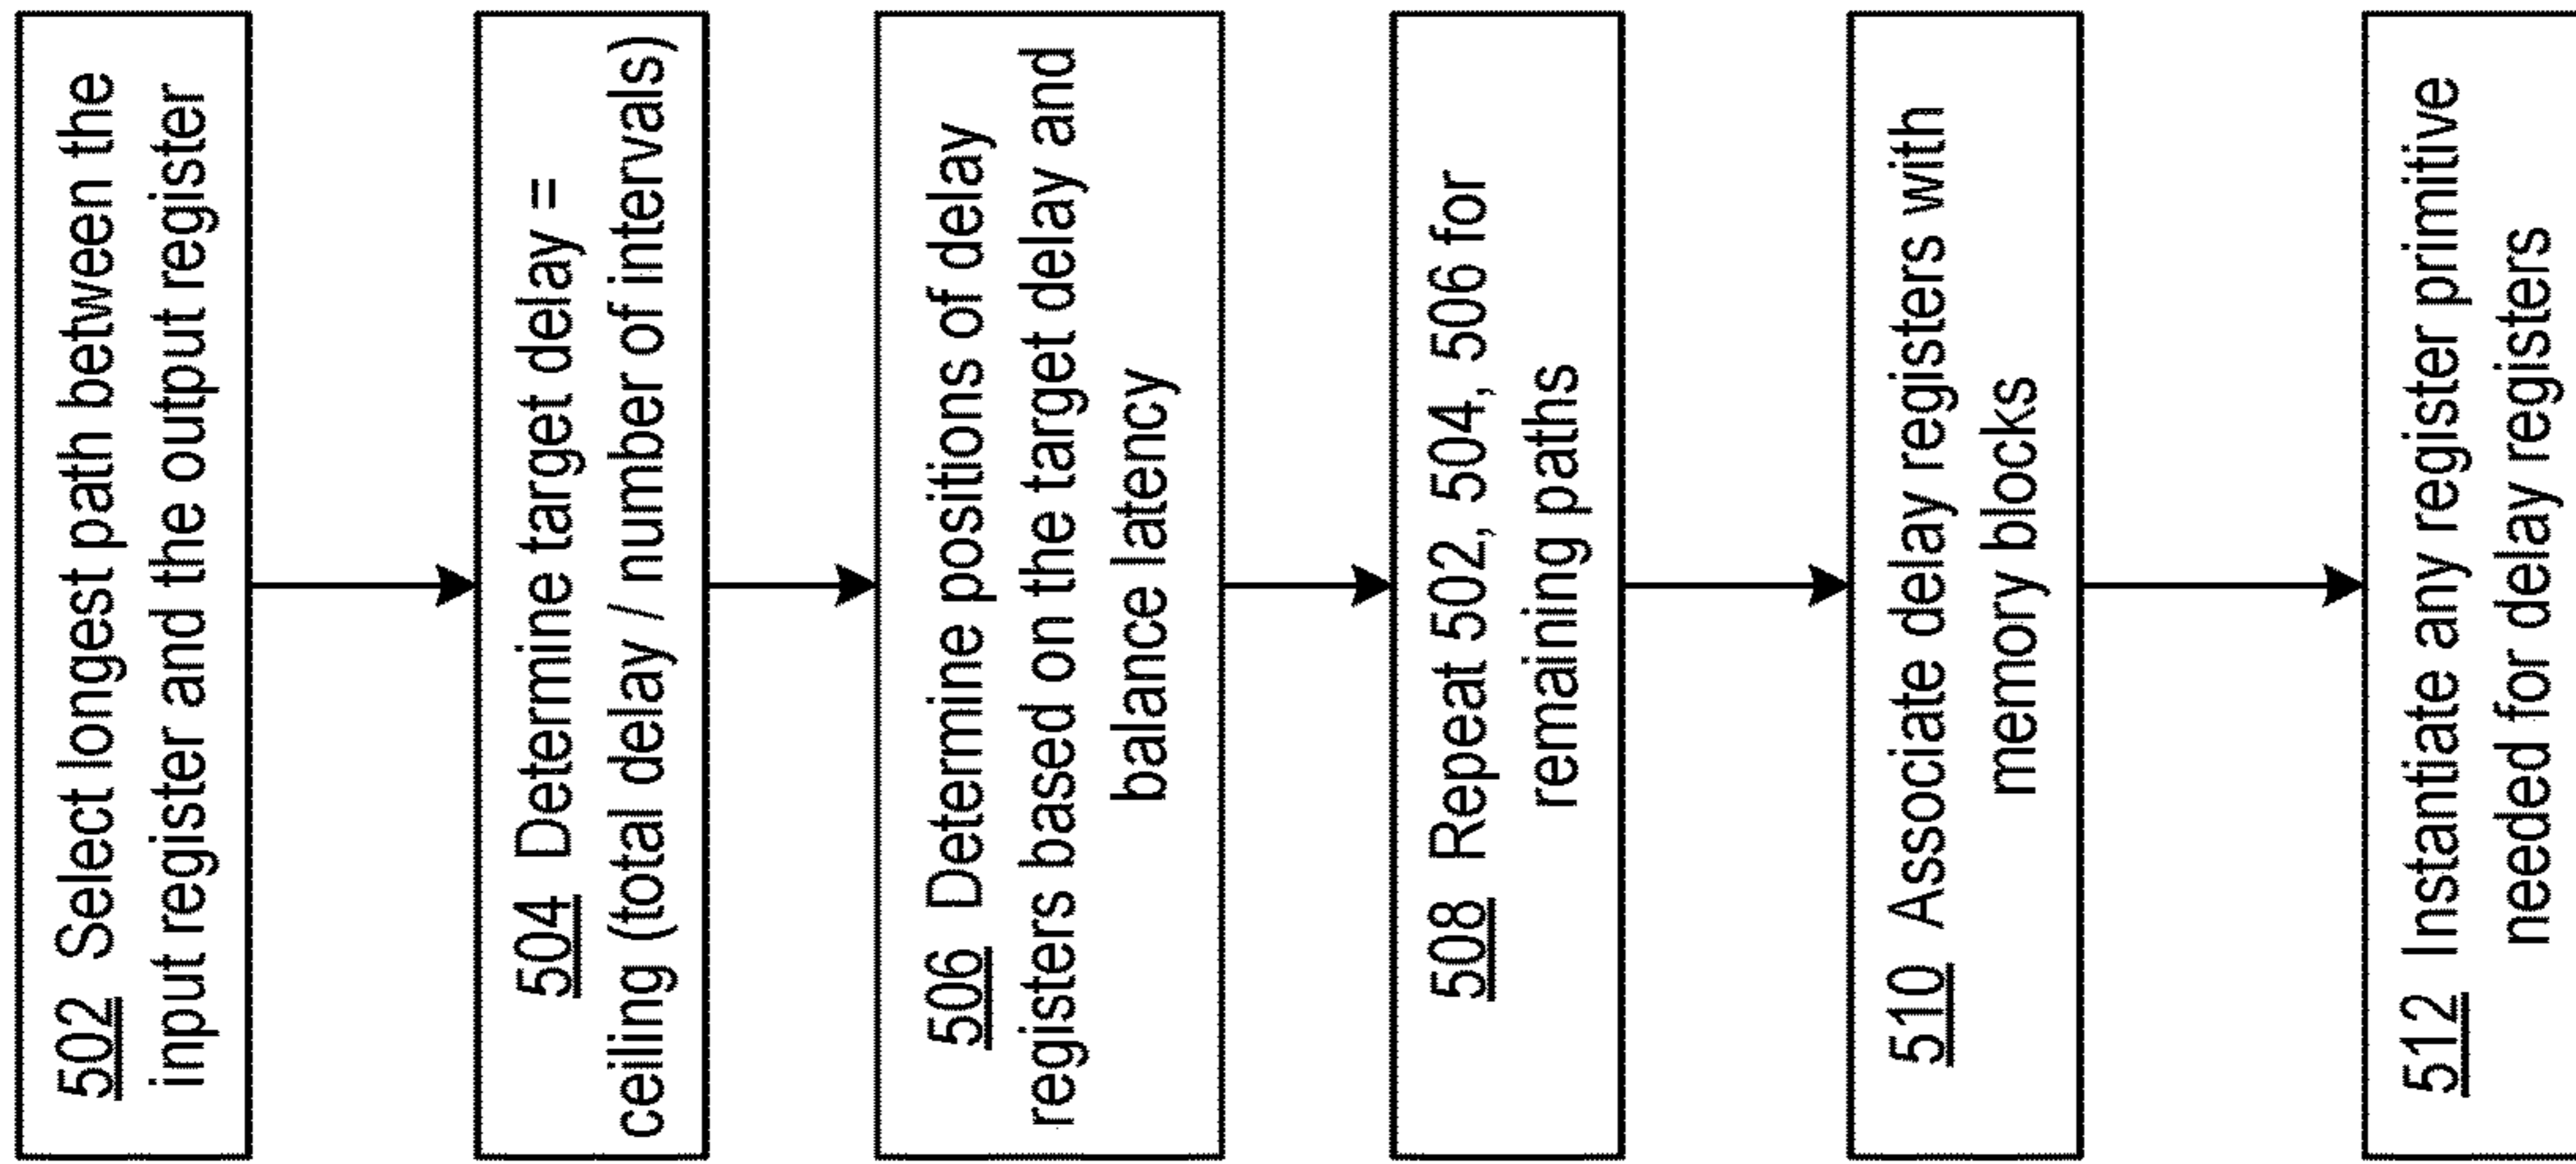 502 Select longest path between the
input register and the output register
504 Determine target delay =
ceiling (total delay / number of intervals)
506 Determine positions of delay
registers based on the target delay and
balance latency
508 Repeat 502, 504, 506 for
remaining paths
510 Associate delay registers with
memory blocks
512 Instantiate any register primitive
needed for delay registers